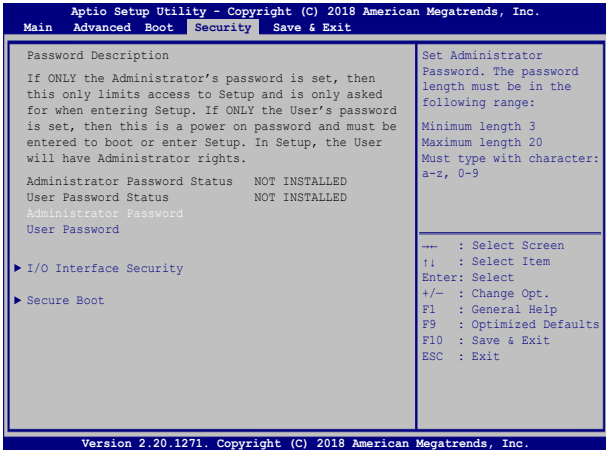 Aptio Setup Utility - Copyright (C) 2018 American Megatrends, Inc.
Main Advanced Boot Security Save & Exit
Password Description
If ONLY the Administrator's password is set, then
this only limits access to Setup and is only asked
for when entering Setup. If ONLY the User's password
is set, then this is a power on password and must be
entered to boot or enter Setup. In Setup, the User
will have Administrator rights.
Administrator Password Status NOT INSTALLED
User Password Status NOT INSTALLED
Administrator Password
User Password
▶ I/O Interface Security
▶ Secure Boot
Set Administrator
Password. The password
length must be in the
following range:
Minimum length 3
Maximum length 20
Must type with character:
a-z, 0-9
→← : Select Screen
↑↓ : Select Item
Enter: Select
+/— : Change Opt.
F1 : General Help
F9 : Optimized Defaults
F10 : Save & Exit
ESC : Exit
Version 2.20.1271. Copyright (C) 2018 American Megatrends, Inc.